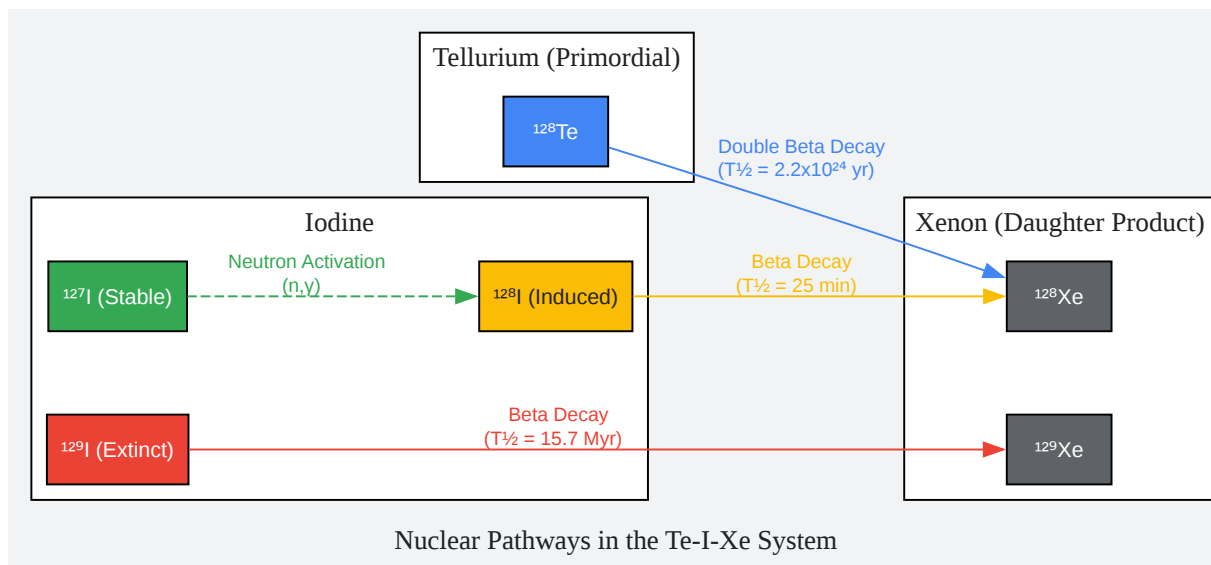 Tellurium (Primordial)
¹²⁸Te
Double Beta Decay
(T½ = 2.2x10²⁴ yr)
Iodine
Xenon (Daughter Product)
Neutron Activation
(n,γ)
Beta Decay
(T½ = 25 min)
¹²⁷I (Stable)
¹²⁸I (Induced)
¹²⁸Xe
Beta Decay
(T½ = 15.7 Myr)
¹²⁹I (Extinct)
¹²⁹Xe
Nuclear Pathways in the Te-I-Xe System